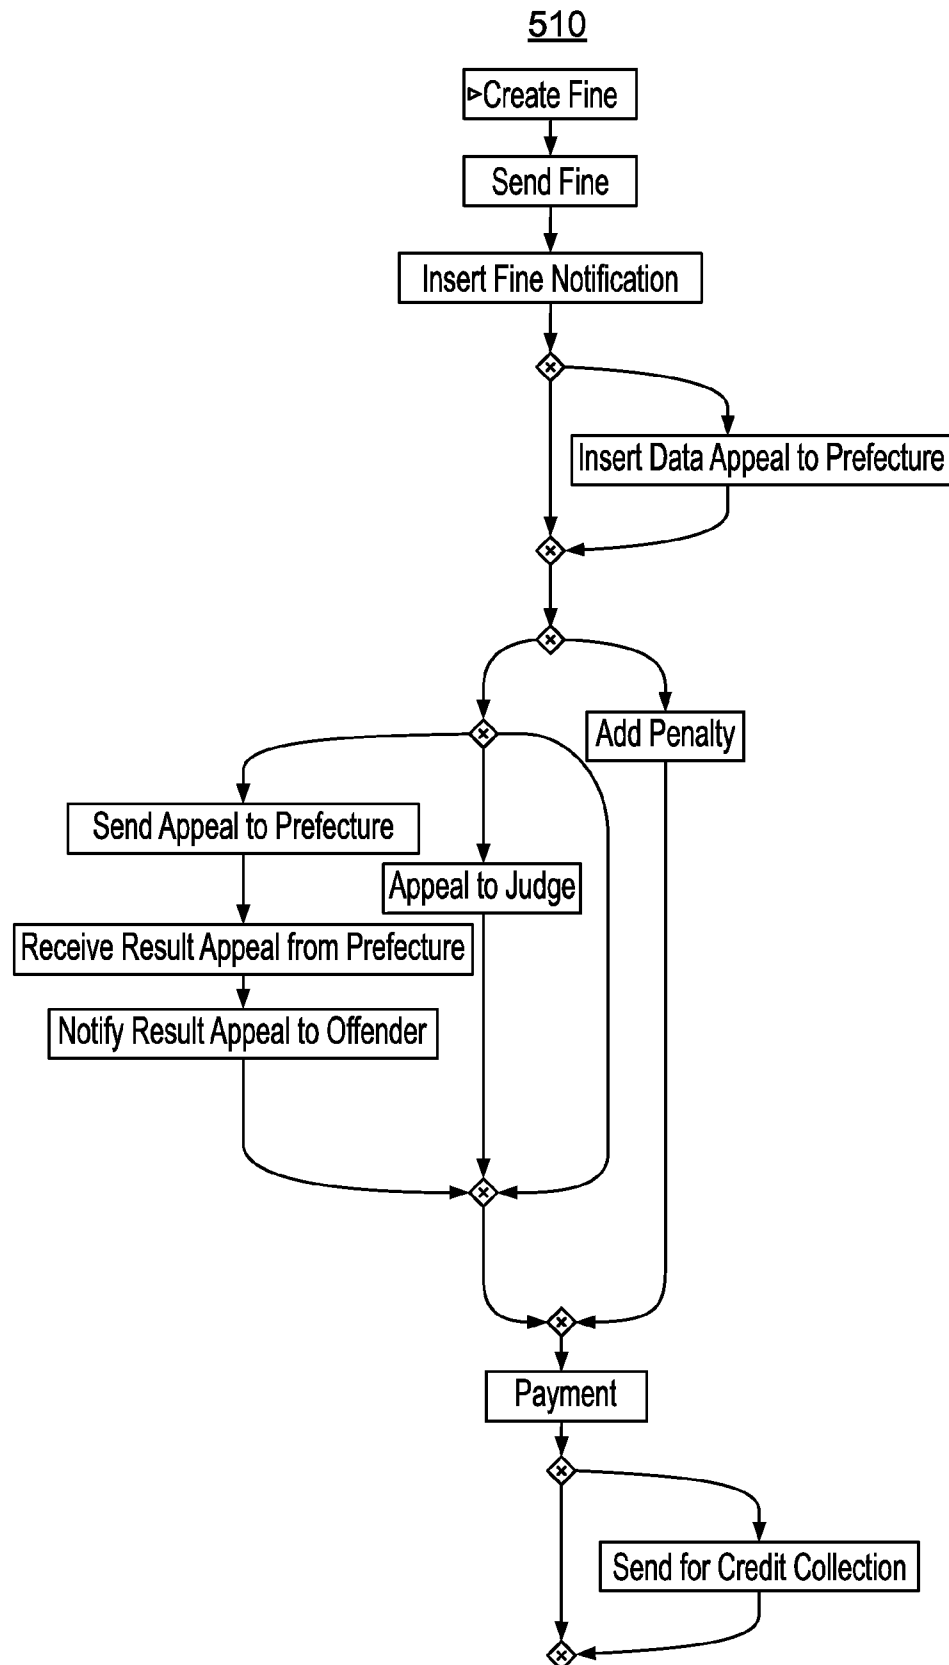 510
Create Fine
Send Fine
Insert Fine Notification
Insert Data Appeal to Prefecture
Add Penalty
Send Appeal to Prefecture
Appeal to Judge
Receive Result Appeal from Prefecture
Notify Result Appeal to Offender
Payment
Send for Credit Collection